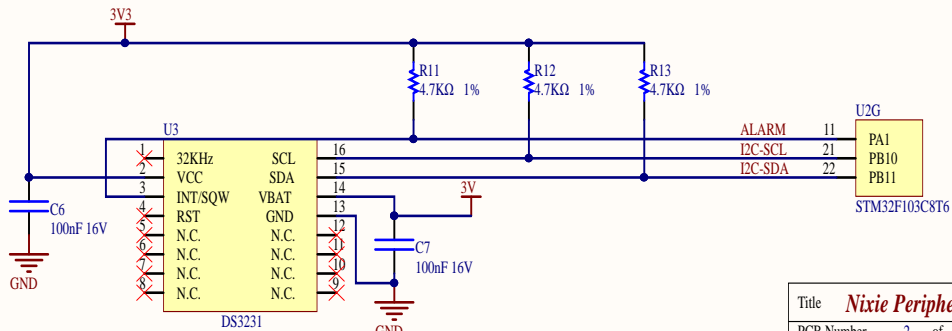 3V3
R11
4.7KΩ 1%
R12
4.7KΩ 1%
R13
4.7KΩ 1%
U3
U2G
ALARM
I2C-SCL
I2C-SDA
11
21
22
PA1
PB10
PB11
STM32F103C8T6
1 32KHz SCL 16
2 VCC SDA 15
3 INT/SQW VBAT 14
4 RST GND 13
5 N.C. N.C. 12
6 N.C. N.C. 11
7 N.C. N.C. 10
8 N.C. N.C. 9
DS3231
3V
C6
100nF 16V
GND
C7
100nF 16V
GND
Title Nixie Periphe
PCB Number 2 of